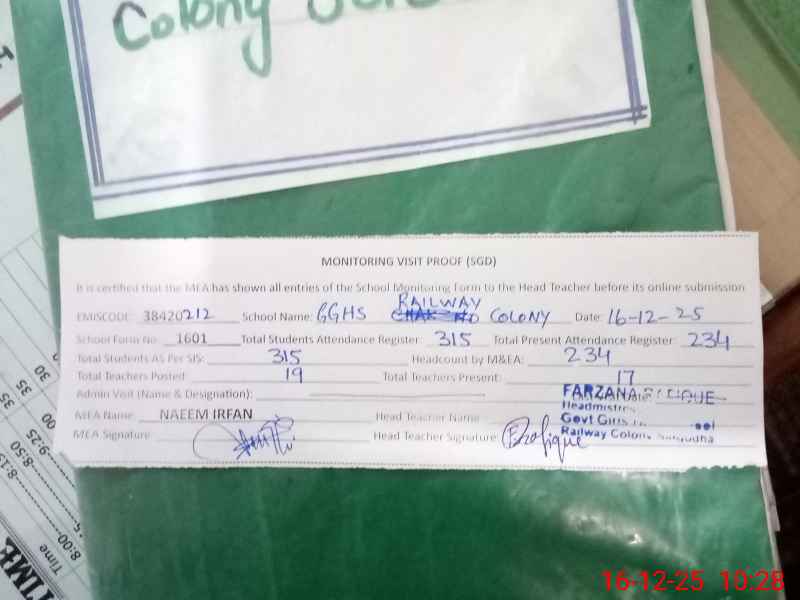 Colony
MONITORING VISIT PROOF (SGD)
It is certified that the MEA has shown all entries of the School Monitoring Form to the Head Teacher before its online submission
EMISCODE: 38420212 School Name: GGHS RAILWAY COLONY Date: 16-12-25
School Form No 1601 Total Students Attendance Register 315 Total Present Attendance Register 234
Total Students As Per SIS: 315 Headcount by M&EA: 234
Total Teachers Posted: 19 Total Teachers Present: 17
Admin Visit (Name & Designation):
MEA Name NAEEM IRFAN Head Teacher Name
MEA Signature Head Teacher Signature
FARZANA
Headmistress
Govt Girls
Railway Colony Sargodha
TIME
Time
8:00
16-12-25 10:28